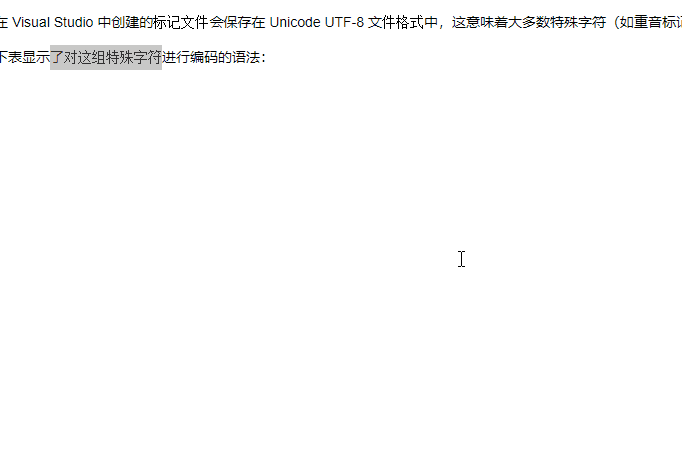 在 Visual Studio 中创建的标记文件会保存在 Unicode UTF-8 文件格式中，这意味着大多数特殊字符（如重音标记
下表显示了对这组特殊字符进行编码的语法：